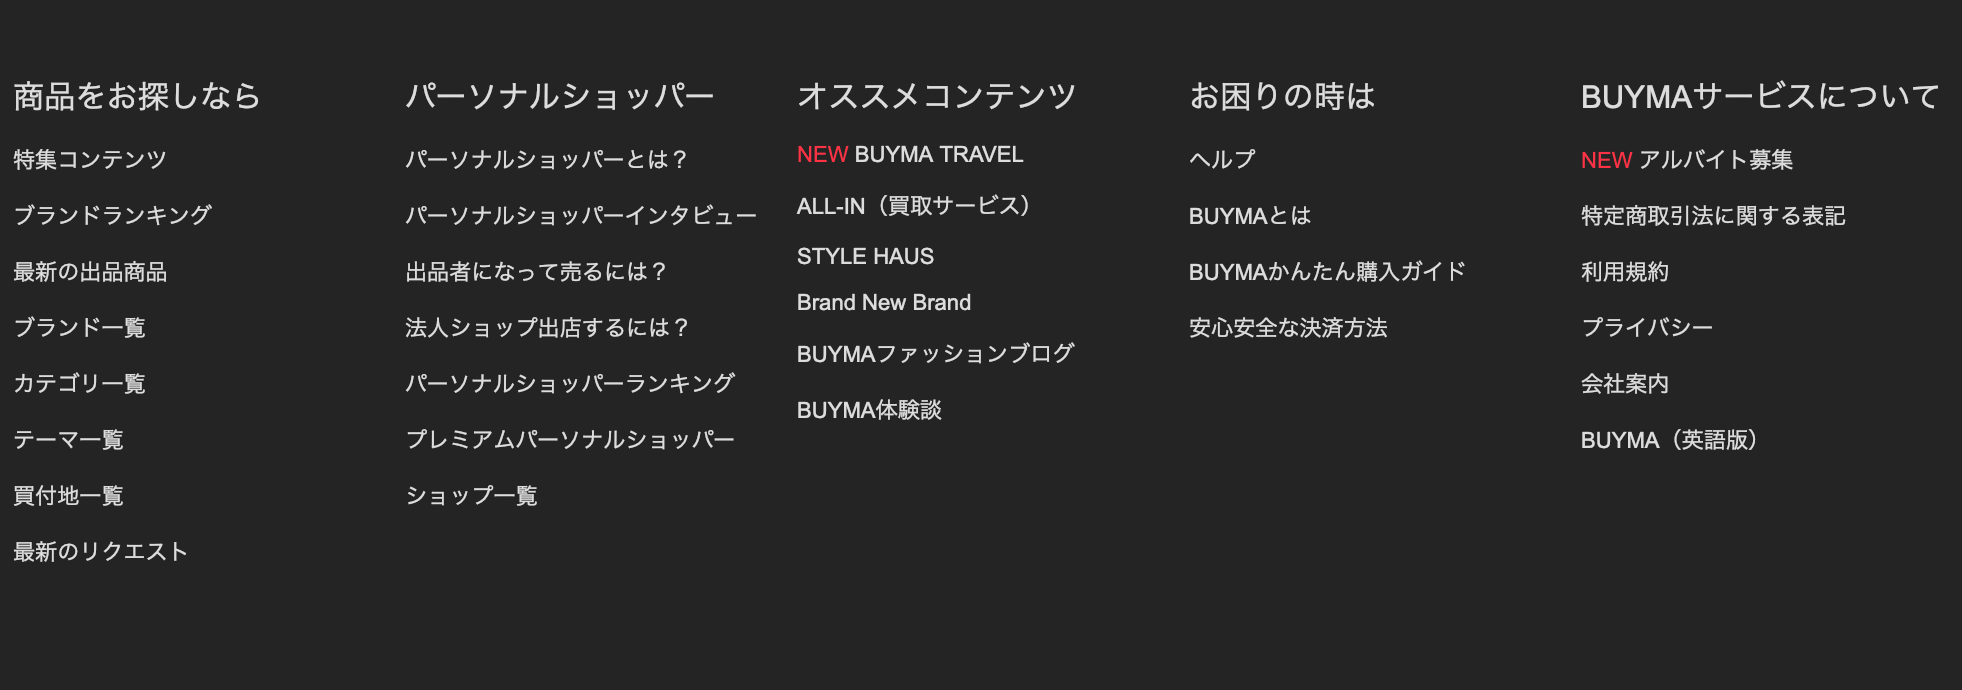 商品をお探しなら
特集コンテンツ
ブランドランキング
最新の出品商品
ブランド一覧
カテゴリ一覧
テーマ一覧
買付地一覧
最新のリクエスト
パーソナルショッパー
パーソナルショッパーとは？
パーソナルショッパーインタビュー
出品者になって売るには？
法人ショップ出店するには？
パーソナルショッパーランキング
プレミアムパーソナルショッパー
ショップ一覧
オススメコンテンツ
NEW BUYMA TRAVEL
ALL-IN（買取サービス）
STYLE HAUS
Brand New Brand
BUYMAファッションブログ
BUYMA体験談
お困りの時は
ヘルプ
BUYMAとは
BUYMAかんたん購入ガイド
安心安全な決済方法
BUYMAサービスについて
NEW アルバイト募集
特定商取引法に関する表記
利用規約
プライバシー
会社案内
BUYMA（英語版）